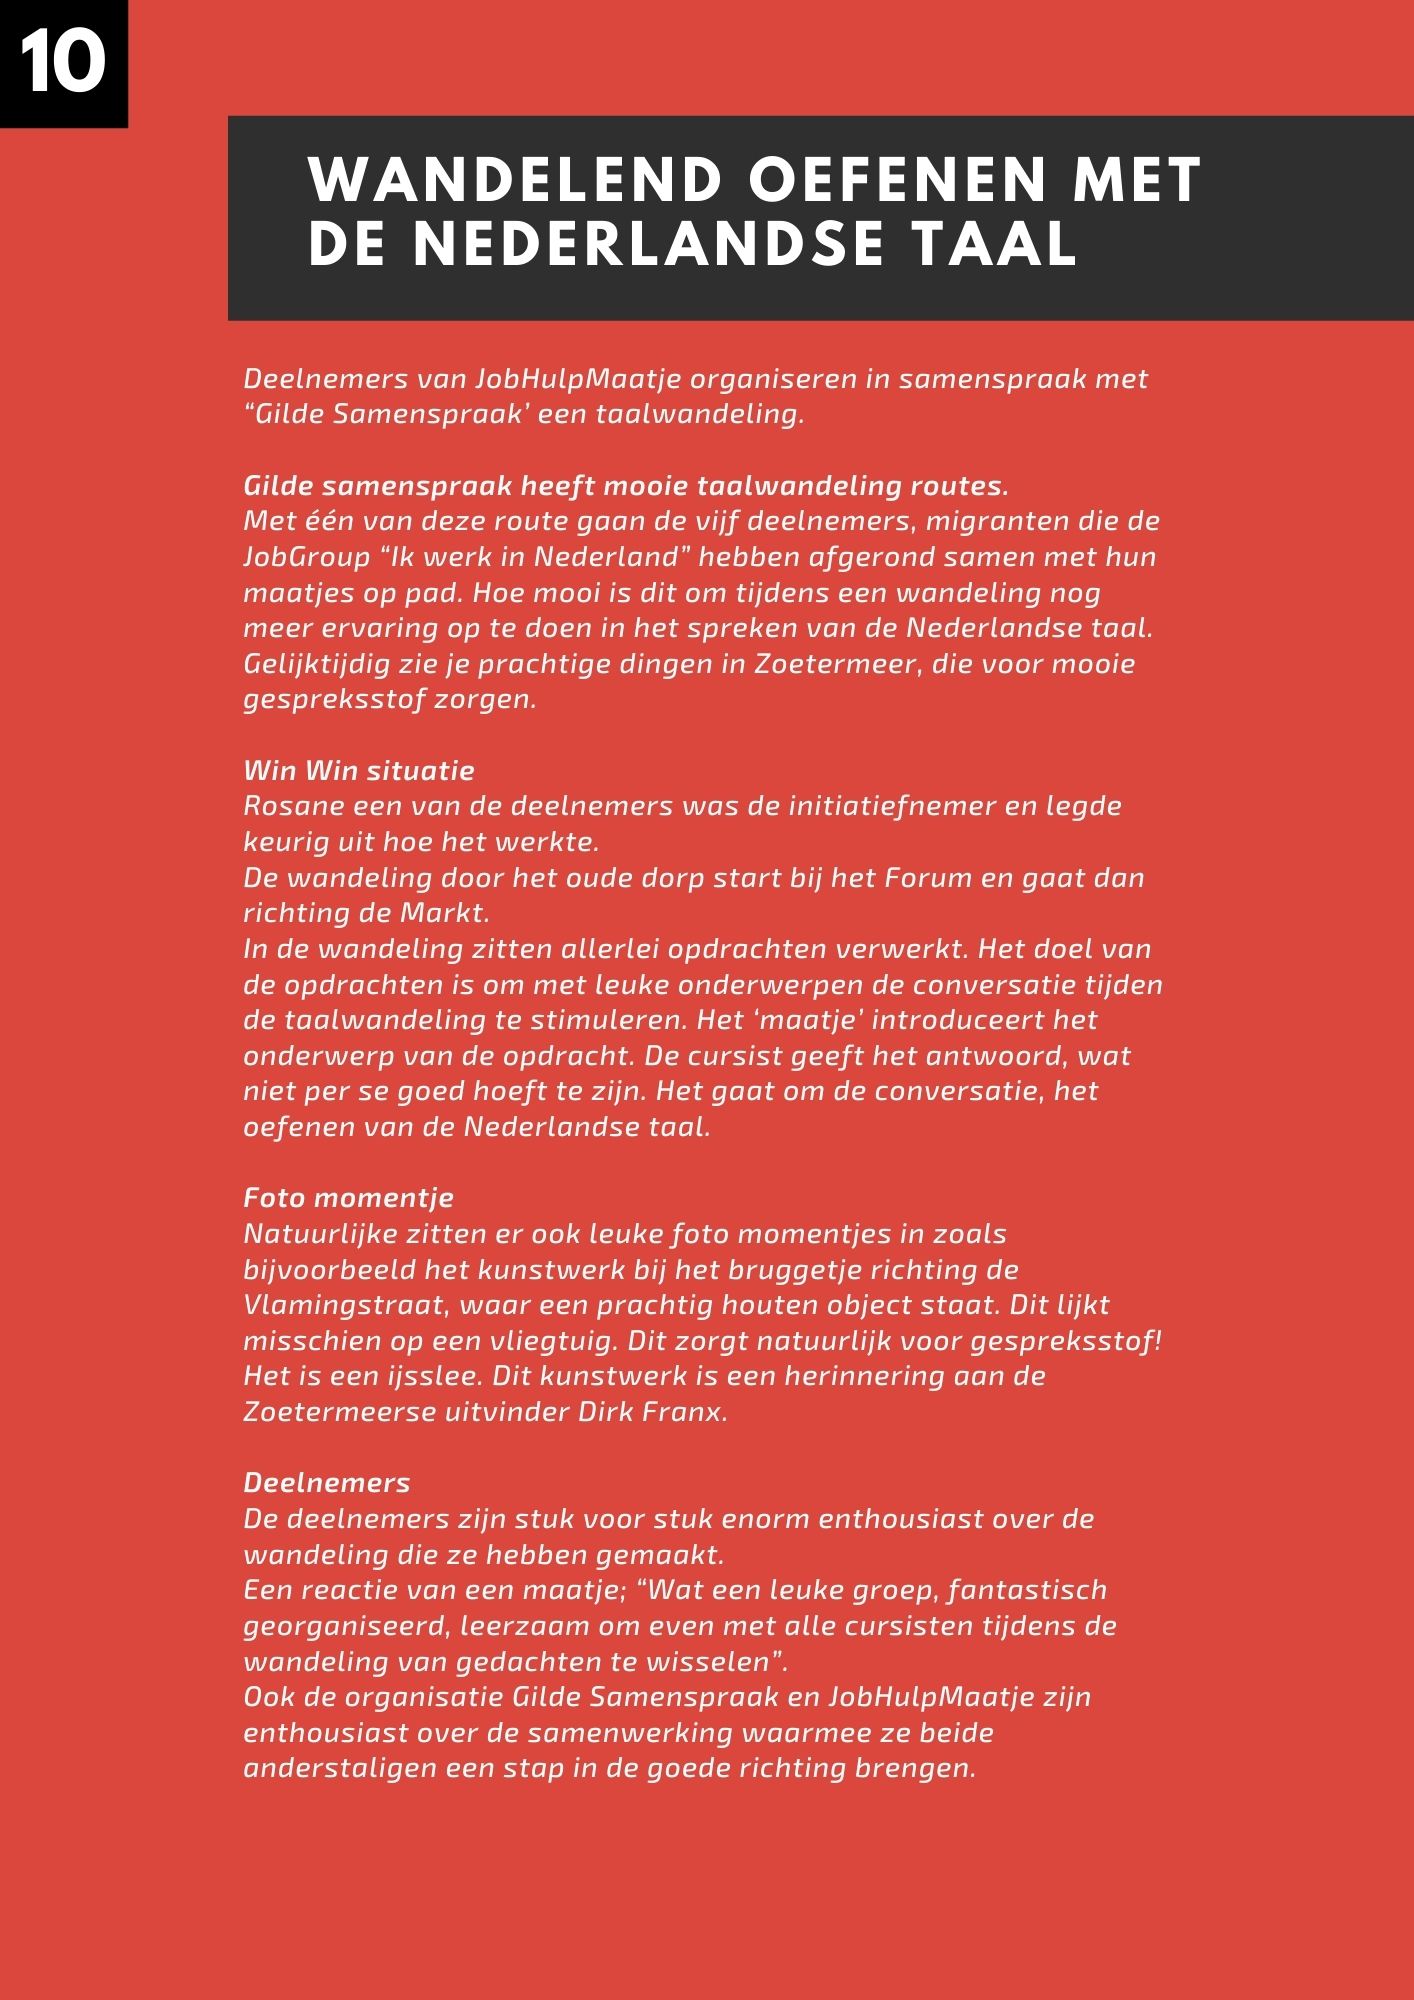 10
WANDELEND OEFENEN MET
DE NEDERLANDSE TAAL
Deelnemers van JobHulpMaatje organiseren in samenspraak met
“Gilde Samenspraak’ een taalwandeling.
Gilde samenspraak heeft mooie taalwandeling routes.
Met één van deze route gaan de vijf deelnemers, migranten die de
JobGroup “Ik werk in Nederland” hebben afgerond samen met hun
maatjes op pad. Hoe mooi is dit om tijdens een wandeling nog
meer ervaring op te doen in het spreken van de Nederlandse taal.
Gelijktijdig zie je prachtige dingen in Zoetermeer, die voor mooie
gespreksstof zorgen.
Win Win situatie
Rosane een van de deelnemers was de initiatiefnemer en legde
keurig uit hoe het werkte.
De wandeling door het oude dorp start bij het Forum en gaat dan
richting de Markt.
In de wandeling zitten allerlei opdrachten verwerkt. Het doel van
de opdrachten is om met leuke onderwerpen de conversatie tijden
de taalwandeling te stimuleren. Het ‘maatje’ introduceert het
onderwerp van de opdracht. De cursist geeft het antwoord, wat
niet per se goed hoeft te zijn. Het gaat om de conversatie, het
oefenen van de Nederlandse taal.
Foto momentje
Natuurlijke zitten er ook leuke foto momentjes in zoals
bijvoorbeeld het kunstwerk bij het bruggetje richting de
Vlamingstraat, waar een prachtig houten object staat. Dit lijkt
misschien op een vliegtuig. Dit zorgt natuurlijk voor gespreksstof!
Het is een ijsslee. Dit kunstwerk is een herinnering aan de
Zoetermeerse uitvinder Dirk Franx.
Deelnemers
De deelnemers zijn stuk voor stuk enorm enthousiast over de
wandeling die ze hebben gemaakt.
Een reactie van een maatje; “Wat een leuke groep, fantastisch
georganiseerd, leerzaam om even met alle cursisten tijdens de
wandeling van gedachten te wisselen”.
Ook de organisatie Gilde Samenspraak en JobHulpMaatje zijn
enthousiast over de samenwerking waarmee ze beide
anderstaligen een stap in de goede richting brengen.